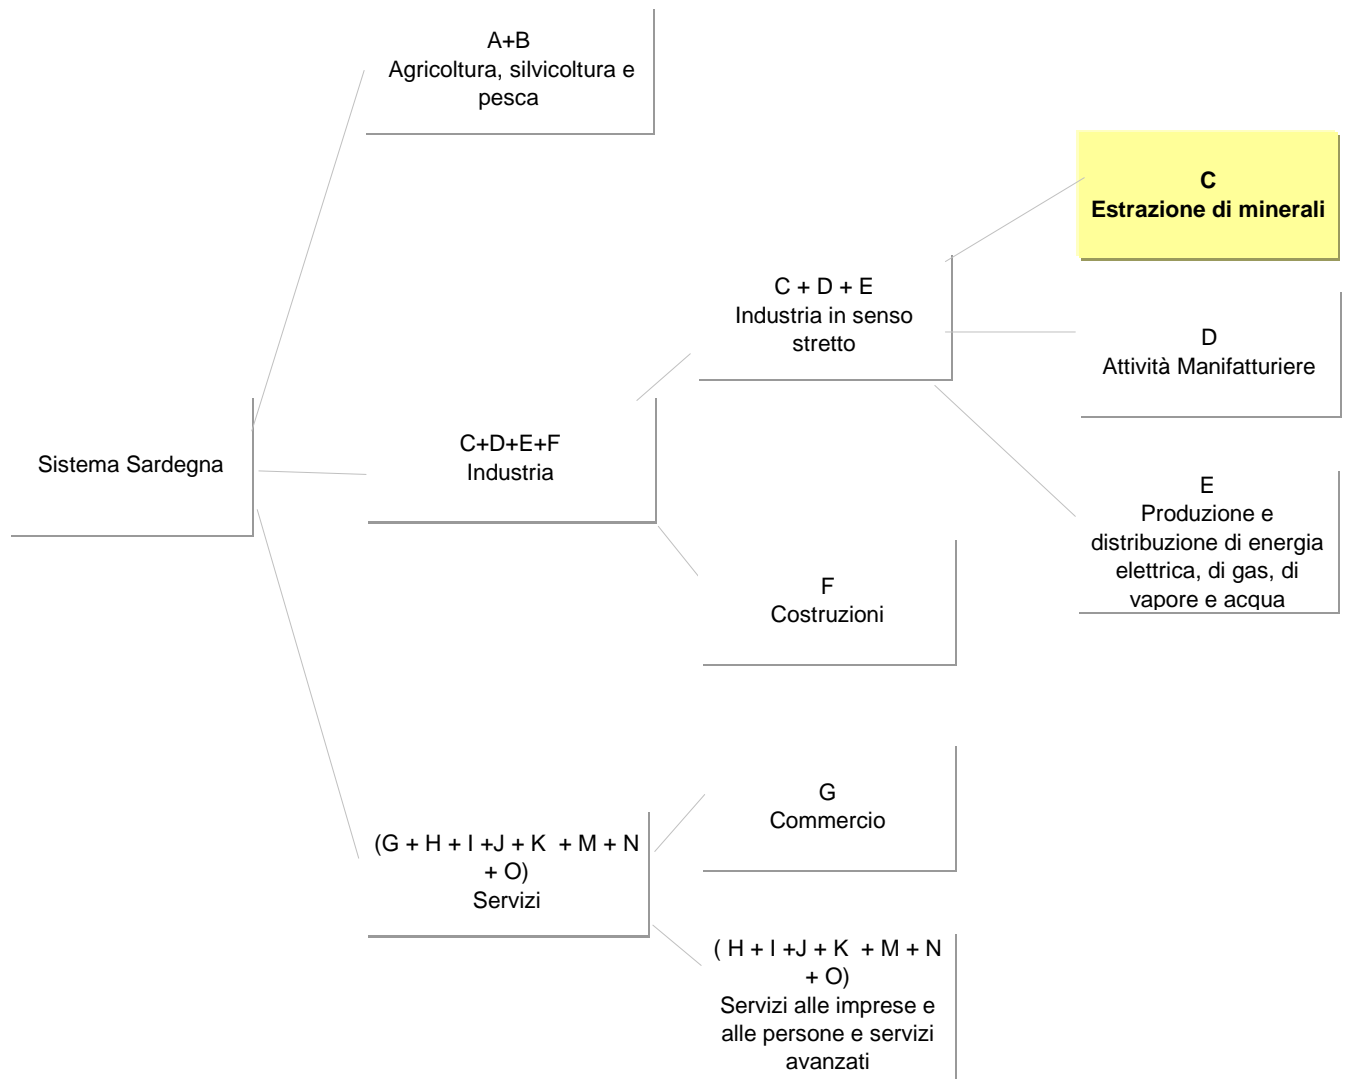 A+B
Agricoltura, silvicoltura e
pesca
C
Estrazione di minerali
C + D + E
Industria in senso
stretto
D
Attività Manifatturiere
Sistema Sardegna
C+D+E+F
Industria
E
Produzione e
distribuzione di energia
elettrica, di gas, di
vapore e acqua
F
Costruzioni
G
Commercio
(G + H + I +J + K  + M + N
+ O)
Servizi
( H + I +J + K  + M + N
+ O)
Servizi alle imprese e
alle persone e servizi
avanzati